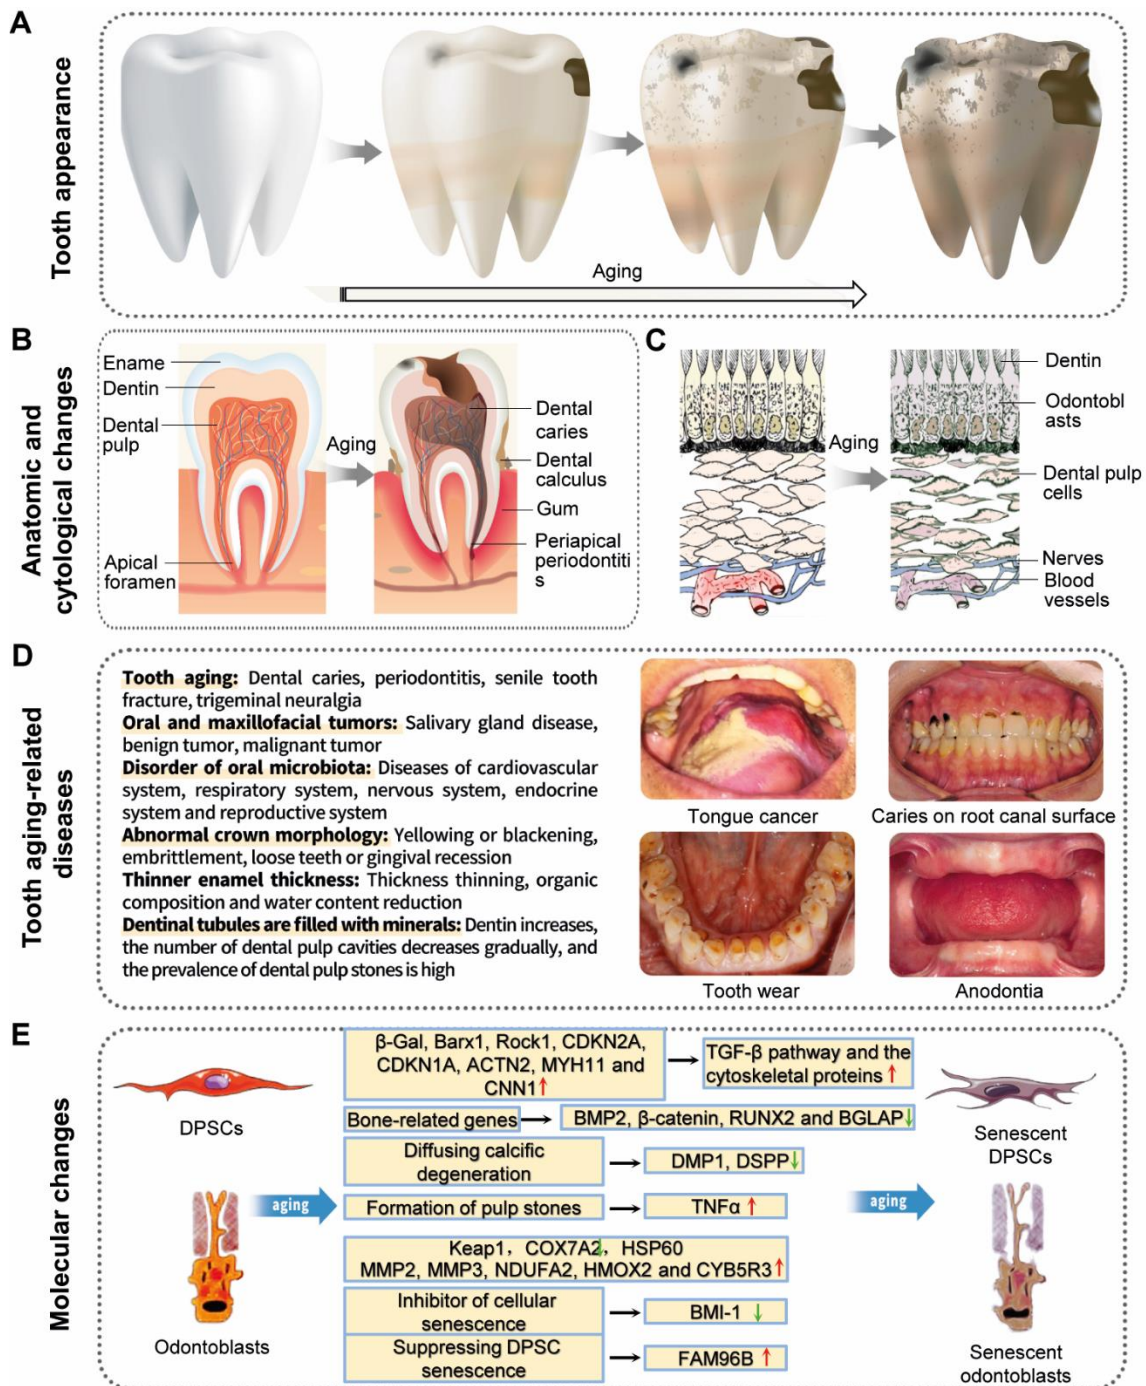 A
Tooth appearance
Aging
B
Anatomic and
cytological changes
Ename
Dentin
Dental
pulp
Apical
foramen
Aging
Dental
caries
Dental
calculus
Gum
Periapical
periodontiti
s
C
Aging
Dentin
Odontobl
asts
Dental pulp
cells
Nerves
Blood
vessels
D
Tooth aging-related
diseases
Tooth aging: Dental caries, periodontitis, senile tooth
fracture, trigeminal neuralgia
Oral and maxillofacial tumors: Salivary gland disease,
benign tumor, malignant tumor
Disorder of oral microbiota: Diseases of cardiovascular
system, respiratory system, nervous system, endocrine
system and reproductive system
Abnormal crown morphology: Yellowing or blackening,
embrittlement, loose teeth or gingival recession
Thinner enamel thickness: Thickness thinning, organic
composition and water content reduction
Dentinal tubules are filled with minerals: Dentin increases,
the number of dental pulp cavities decreases gradually, and
the prevalence of dental pulp stones is high
Tongue cancer
Caries on root canal surface
Tooth wear
Anodontia
E
Molecular changes
DPSCs
Odontoblasts
aging
β-Gal, Barx1, Rock1, CDKN2A,
CDKN1A, ACTN2, MYH11 and
CNN1↑
TGF-β pathway and the
cytoskeletal proteins↑
Bone-related genes
BMP2, β-catenin, RUNX2 and BGLAP↓
Diffusing calcific
degeneration
DMP1, DSPP↓
Formation of pulp stones
TNFα ↑
Keap1, COX7A2↓, HSP60
MMP2, MMP3, NDUFA2, HMOX2 and CYB5R3↑
Inhibitor of cellular
senescence
BMI-1 ↓
Suppressing DPSC
senescence
FAM96B ↑
aging
Senescent
DPSCs
Senescent
odontoblasts